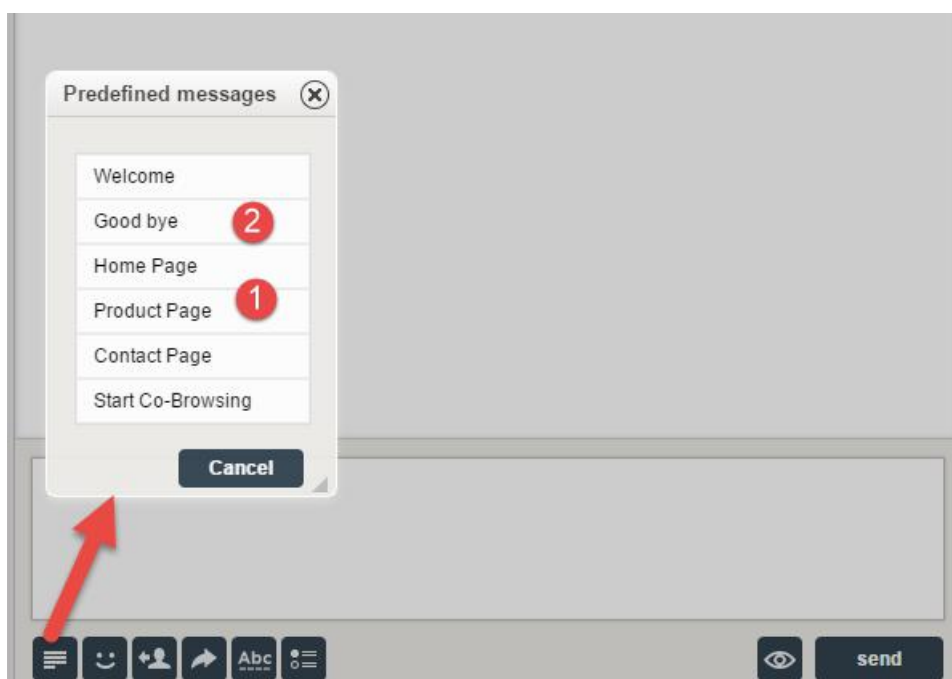 Predefined messages
Welcome
Good bye
2
Home Page
1
Product Page
Contact Page
Start Co-Browsing
Cancel
Abc
send